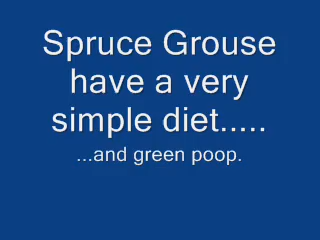 Spruce Grouse
have a very
simple diet.....
...and green poop.